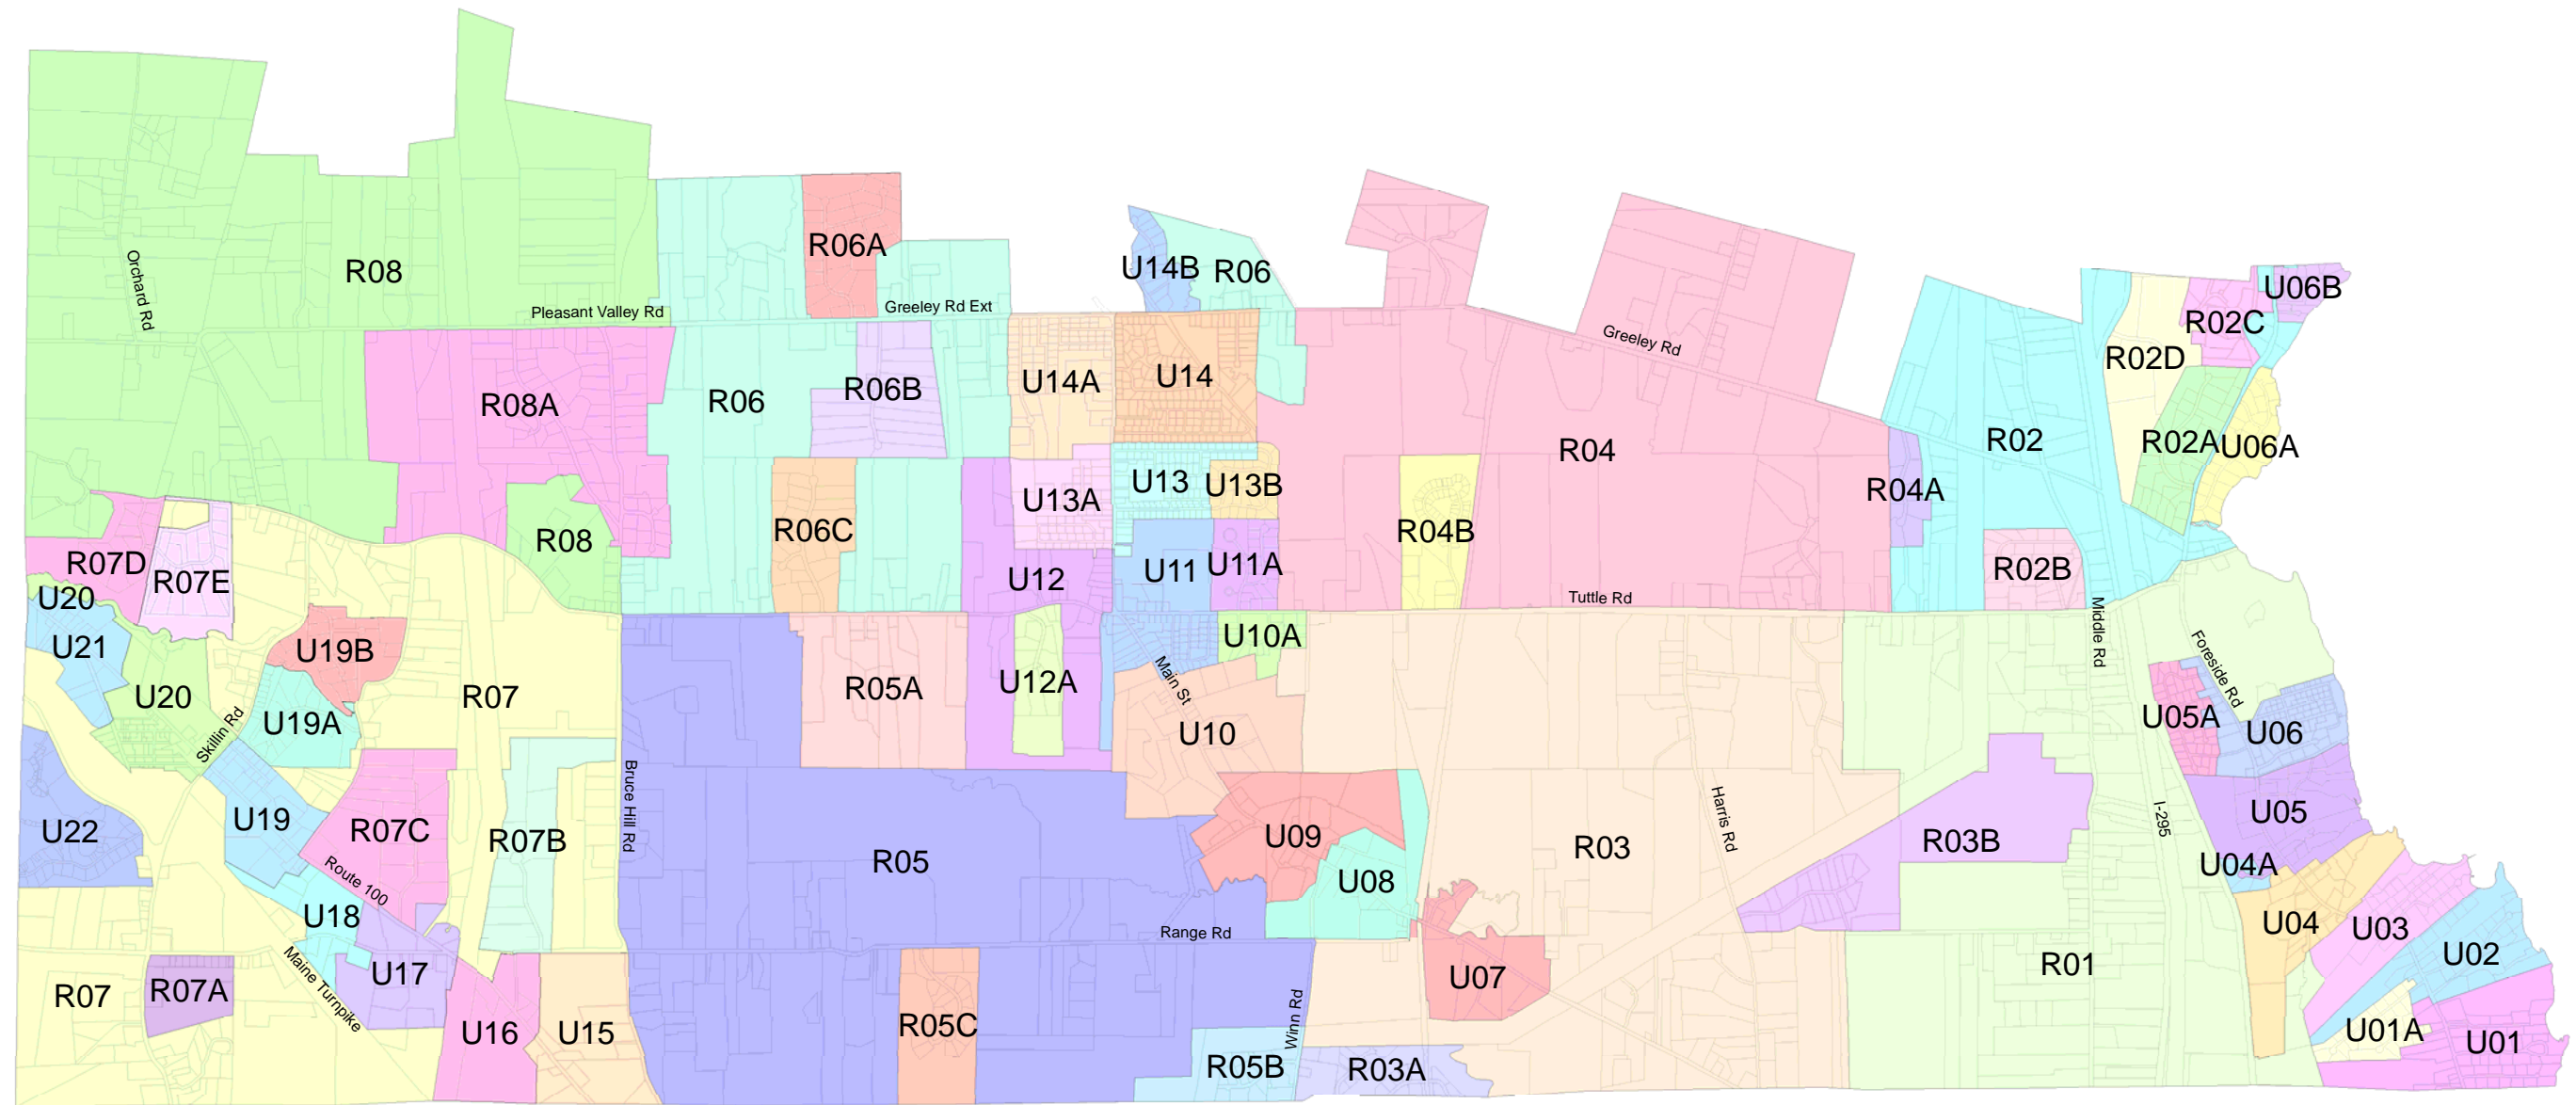 R06A
U14B
R06
R08
Orchard Rd
U06B
Pleasant Valley Rd
Greeley Rd Ext
R02C
Greeley Rd
R02D
U14A
U14
R06B
R08A
R06
R04
R02
R02A
U06A
U13A
U13
U13B
R04A
R06C
R04B
R08
R07D
R07E
U12
U11
U11A
R02B
U20
Tuttle Rd
Middle Rd
U21
U19B
U10A
Foreside Rd
U20
R07
R05A
U12A
Main St
U19A
Skillin Rd
U10
U05A
U06
U22
U19
R07C
R07B
Bruce Hill Rd
R05
U09
R03
Harris Rd
R03B
I-295
U05
U04A
Route 100
U08
U18
Range Rd
U04
U03
U02
R07
R07A
Maine Turnpike
U17
U07
R01
U16
U15
R05C
Winn Rd
R05B
R03A
U01A
U01